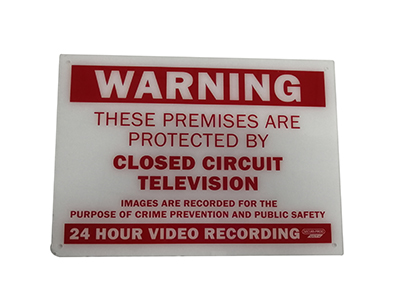 WARNING
THESE PREMISES ARE
PROTECTED BY
CLOSED CIRCUIT
TELEVISION
IMAGES ARE RECORDED FOR THE
PURPOSE OF CRIME PREVENTION AND PUBLIC SAFETY
24 HOUR VIDEO RECORDING